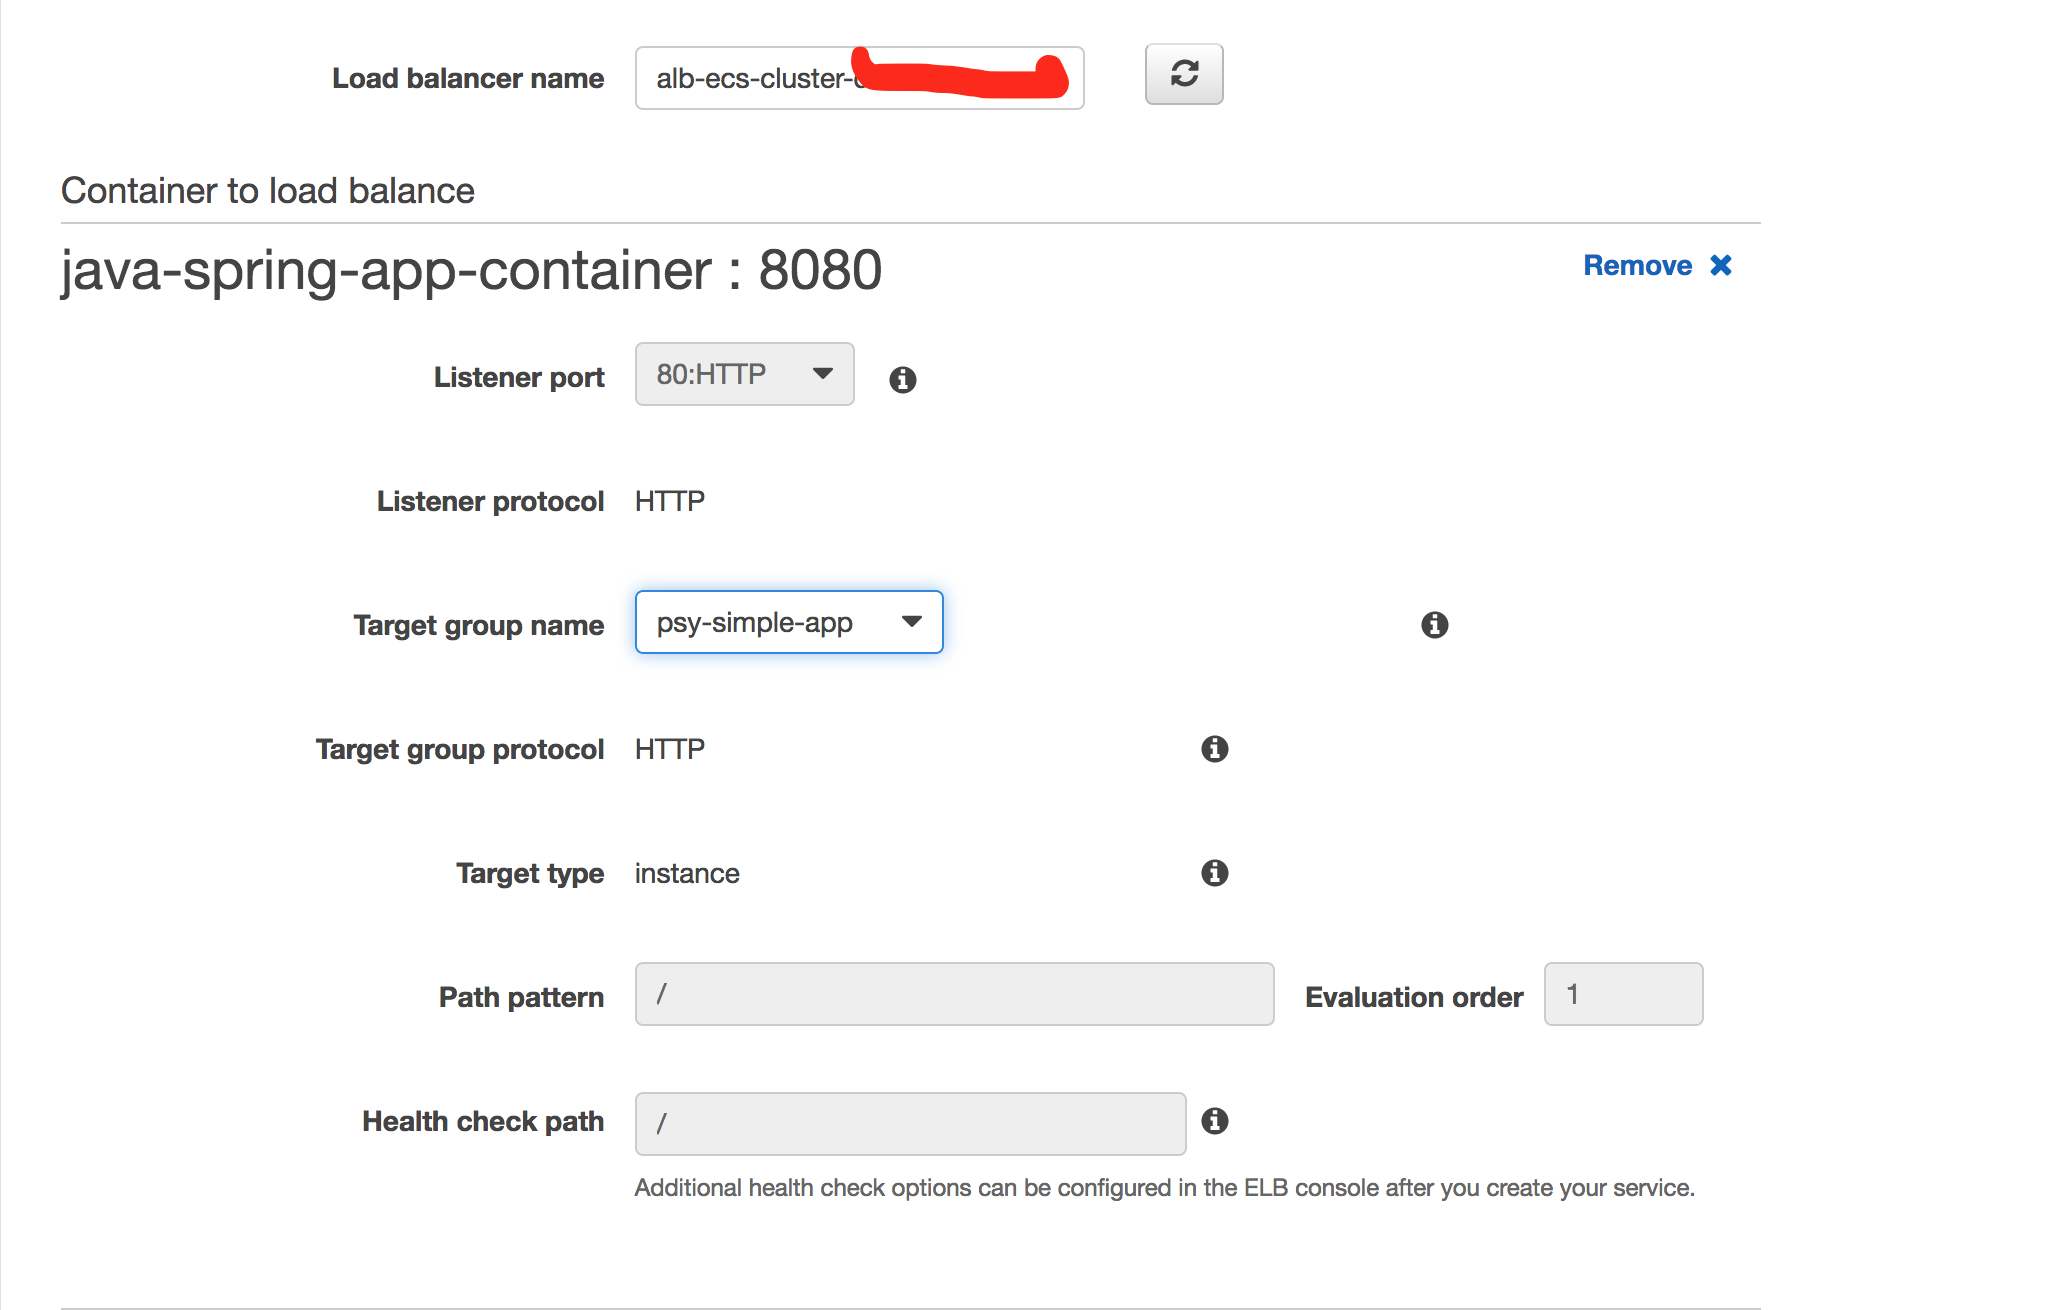 Load balancer name alb-ecs-cluster-
Container to load balance
java-spring-app-container : 8080 Remove
Listener port 80:HTTP
Listener protocol HTTP
Target group name psy-simple-app
Target group protocol HTTP
Target type instance
Path pattern / Evaluation order 1
Health check path /
Additional health check options can be configured in the ELB console after you create your service.